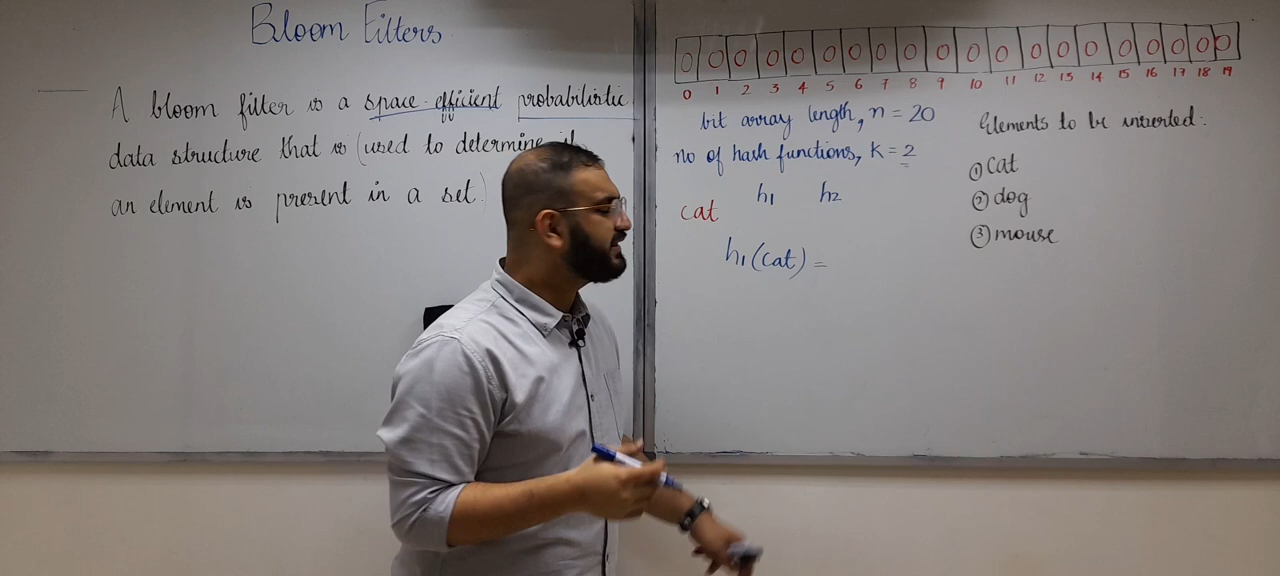 Bloom Filters
A bloom filter is a space-efficient probabilistic
data structure that is (used to determine if
an element is present in a set)
0 0 0 0 0 0 0 0 0 0 0 0 0 0 0 0 0 0 0 0
0 1 2 3 4 5 6 7 8 9 10 11 12 13 14 15 16 17 18 19
bit array length, n = 20
no of hash functions, K = 2
h1 h2
cat
h1(cat) =
Elements to be inserted:
① cat
② dog
③ mouse